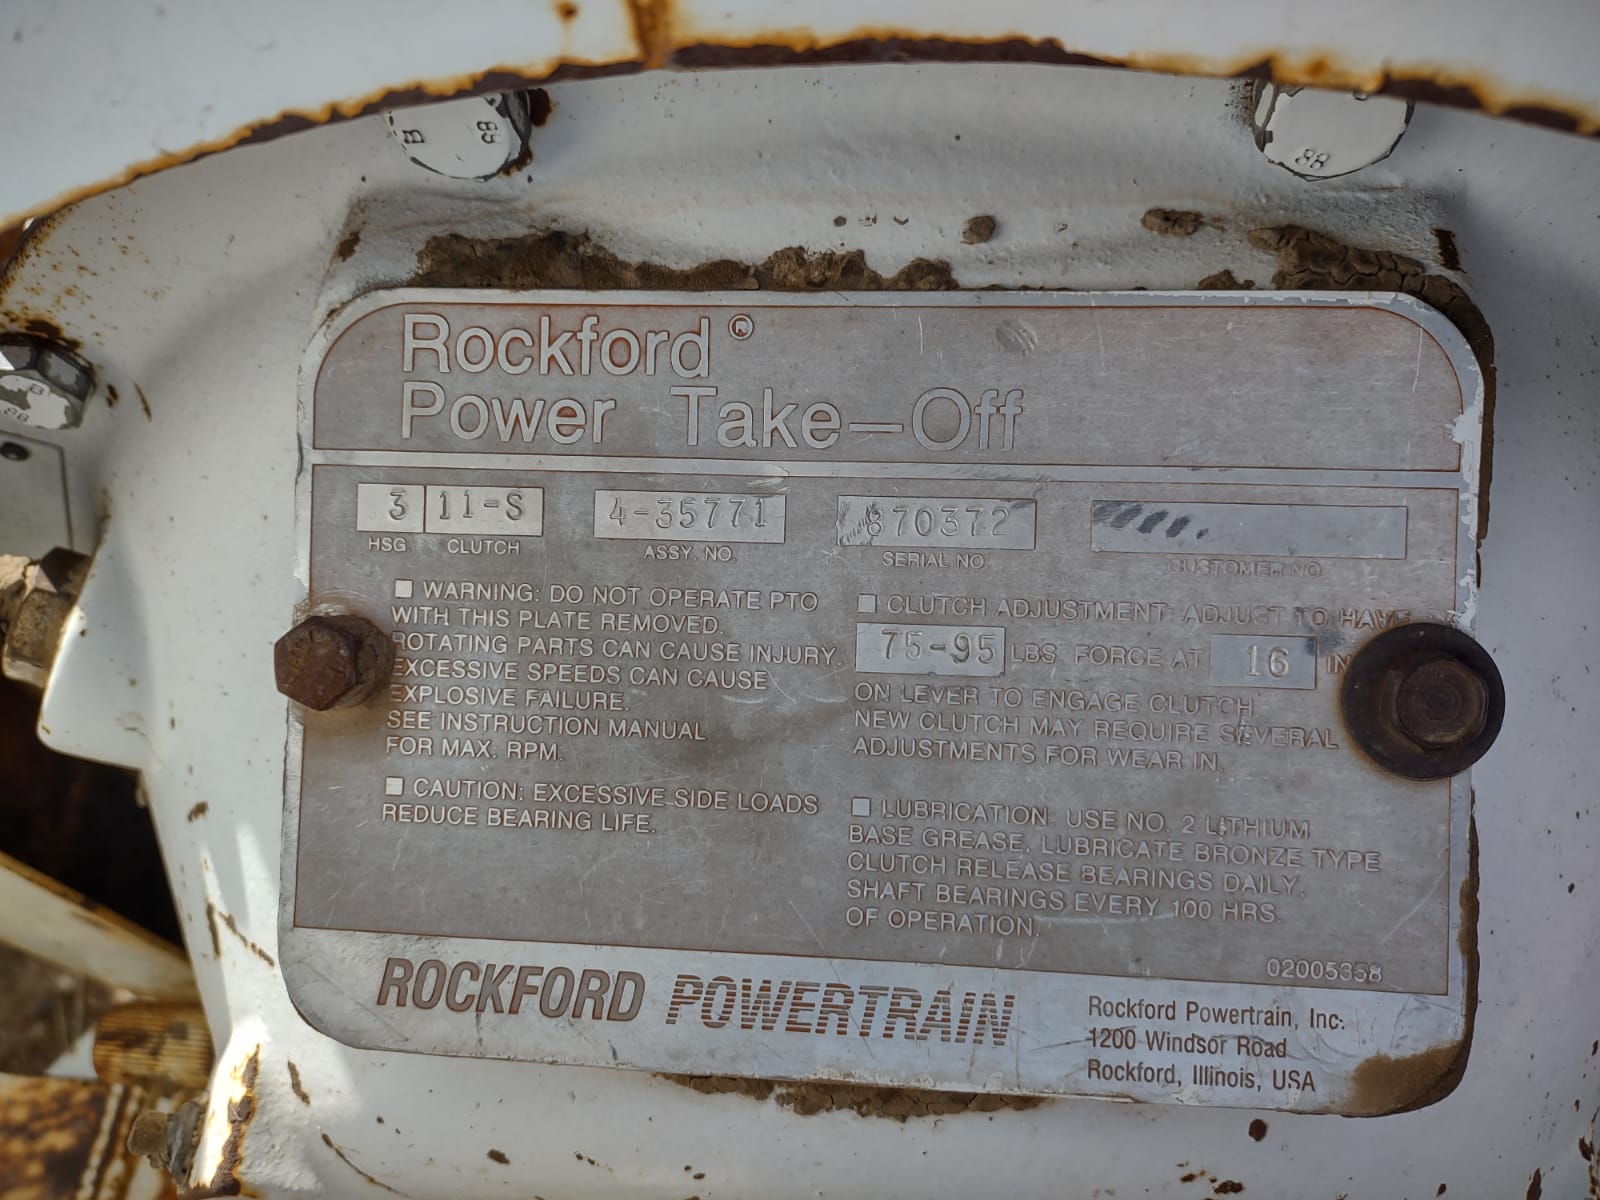 B 88
88
8
88
Rockford®
Power Take-Off
3 11-S 4-35771 870372
HSG. CLUTCH ASSY. NO. SERIAL NO. CUSTOMER NO.
WARNING: DO NOT OPERATE PTO
WITH THIS PLATE REMOVED.
ROTATING PARTS CAN CAUSE INJURY.
EXCESSIVE SPEEDS CAN CAUSE
EXPLOSIVE FAILURE.
SEE INSTRUCTION MANUAL
FOR MAX. RPM.
CAUTION: EXCESSIVE SIDE LOADS
REDUCE BEARING LIFE.
CLUTCH ADJUSTMENT: ADJUST TO HAVE
75-95 LBS. FORCE AT 16 IN
ON LEVER TO ENGAGE CLUTCH.
NEW CLUTCH MAY REQUIRE SEVERAL
ADJUSTMENTS FOR WEAR IN.
LUBRICATION: USE NO. 2 LITHIUM
BASE GREASE. LUBRICATE BRONZE TYPE
CLUTCH RELEASE BEARINGS DAILY,
SHAFT BEARINGS EVERY 100 HRS.
OF OPERATION.
02005358
ROCKFORD POWERTRAIN
Rockford Powertrain, Inc.
1200 Windsor Road
Rockford, Illinois, USA